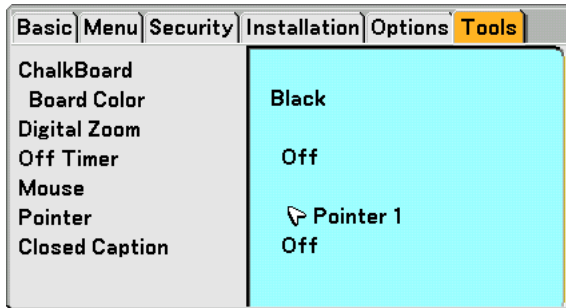 Basic Menu Security Installation Options Tools
ChalkBoard
Board Color Black
Digital Zoom
Off Timer Off
Mouse
Pointer Pointer 1
Closed Caption Off